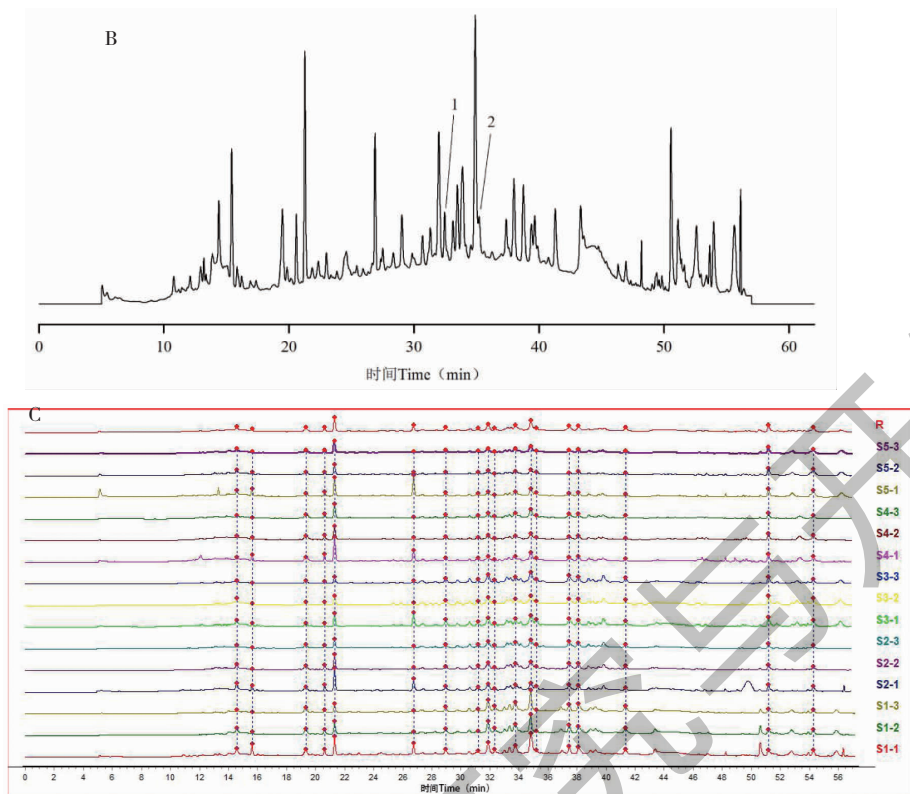 B
1
2
0 10 20 30 40 50 60
时间Time（min）
C
R
S5-3
S5-2
S5-1
S4-3
S4-2
S4-1
S3-3
S3-2
S3-1
S2-3
S2-2
S2-1
S1-3
S1-2
S1-1
0 2 4 6 8 10 12 14 16 18 20 22 24 26 28 30 32 34 36 38 40 42 44 46 48 50 52 54 56
时间Time（min）
究与开